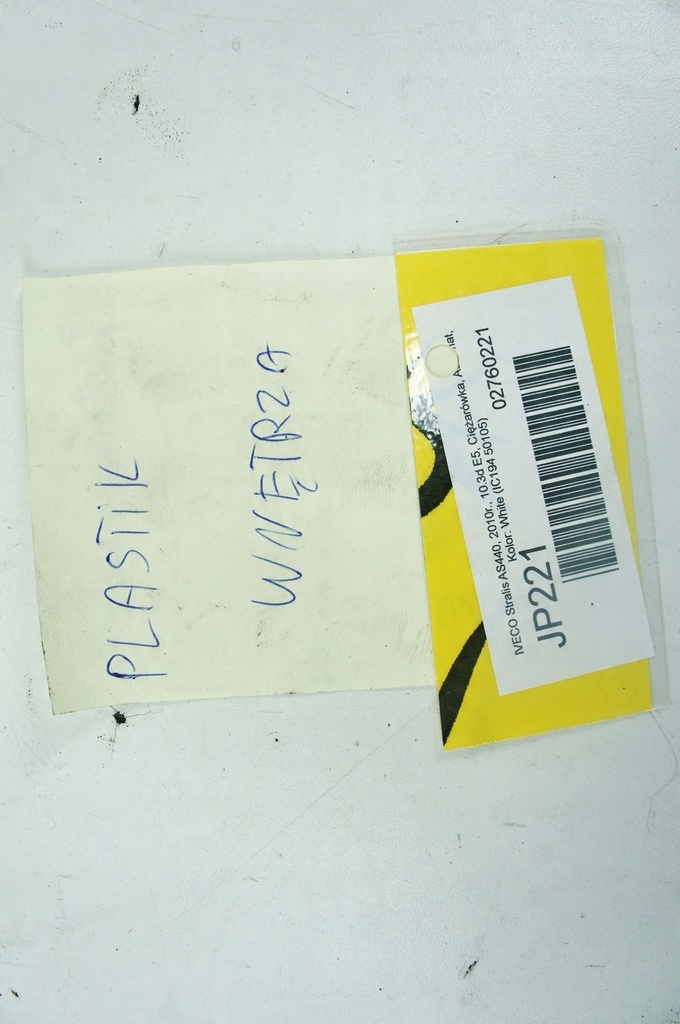 PLASTIK
WNĘTRZA
IVECO Stralis AS440, 2010r., 10.3d E5, Ciężarówka,
Kolor: White (IC194 50105)
JP221
02760221